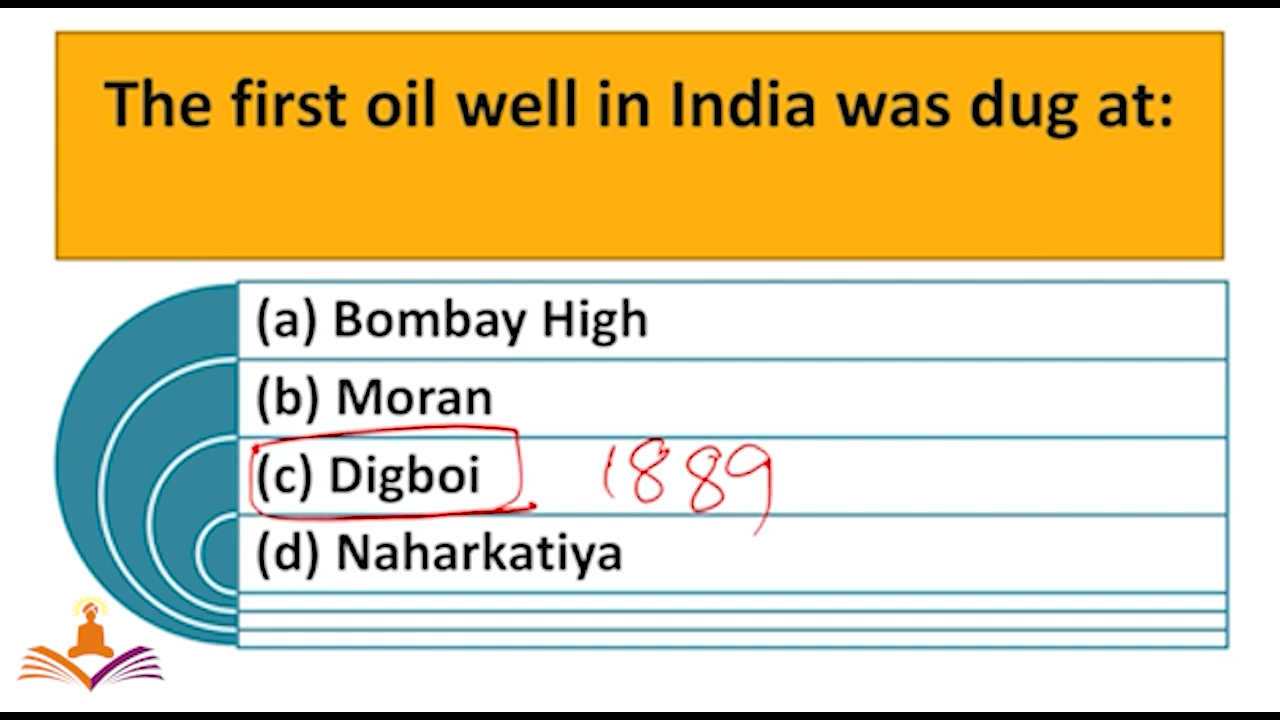 The first oil well in India was dug at:
(a) Bombay High
(b) Moran
(c) Digboi 1889
(d) Naharkatiya